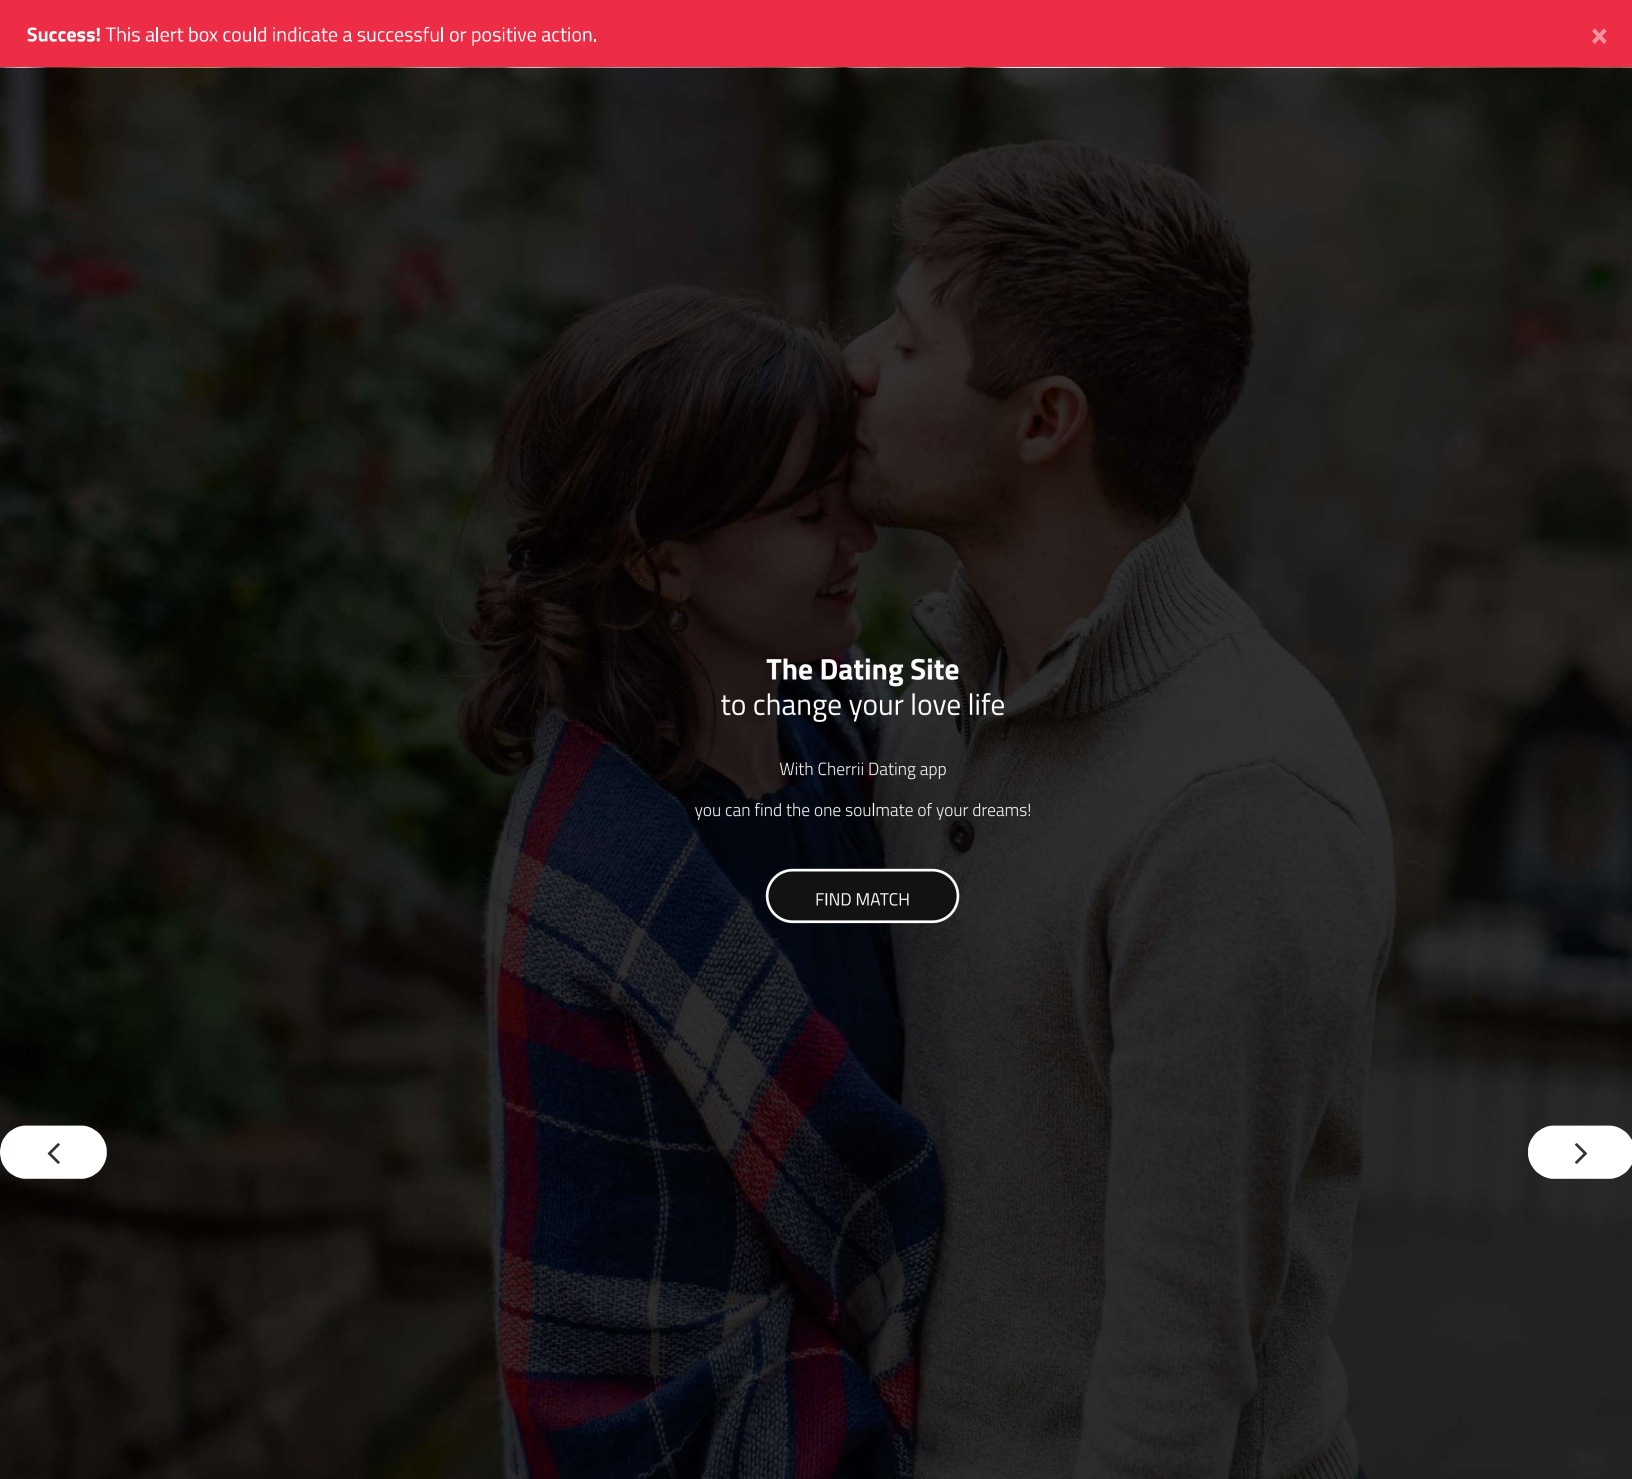 Success! This alert box could indicate a successful or positive action. ×
The Dating Site
to change your love life
With Cherrii Dating app
you can find the one soulmate of your dreams!
FIND MATCH